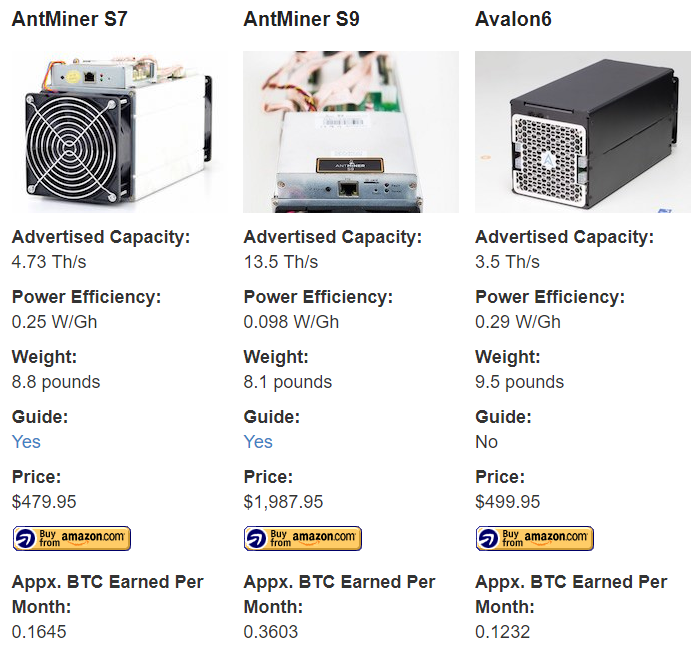 AntMiner S7
AntMiner S9
Avalon6
ANTMINER
Advertised Capacity:
4.73 Th/s
Advertised Capacity:
13.5 Th/s
Advertised Capacity:
3.5 Th/s
Power Efficiency:
0.25 W/Gh
Power Efficiency:
0.098 W/Gh
Power Efficiency:
0.29 W/Gh
Weight:
8.8 pounds
Weight:
8.1 pounds
Weight:
9.5 pounds
Guide:
Yes
Guide:
Yes
Guide:
No
Price:
$479.95
Price:
$1,987.95
Price:
$499.95
Buy
from amazon.com
Buy
from amazon.com
Buy
from amazon.com
Appx. BTC Earned Per
Month:
0.1645
Appx. BTC Earned Per
Month:
0.3603
Appx. BTC Earned Per
Month:
0.1232